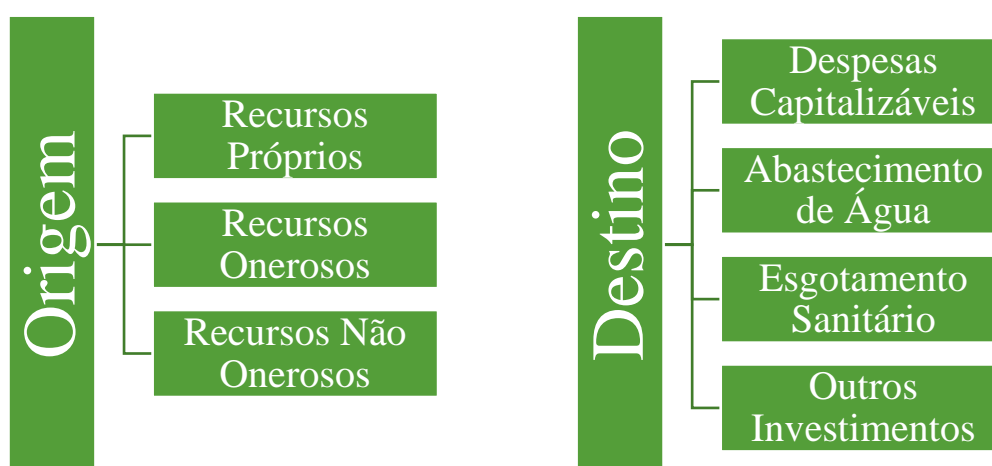 Origem
Recursos
Próprios
Recursos
Onerosos
Recursos Não
Onerosos
Destino
Despesas
Capitalizáveis
Abastecimento
de Água
Esgotamento
Sanitário
Outros
Investimentos